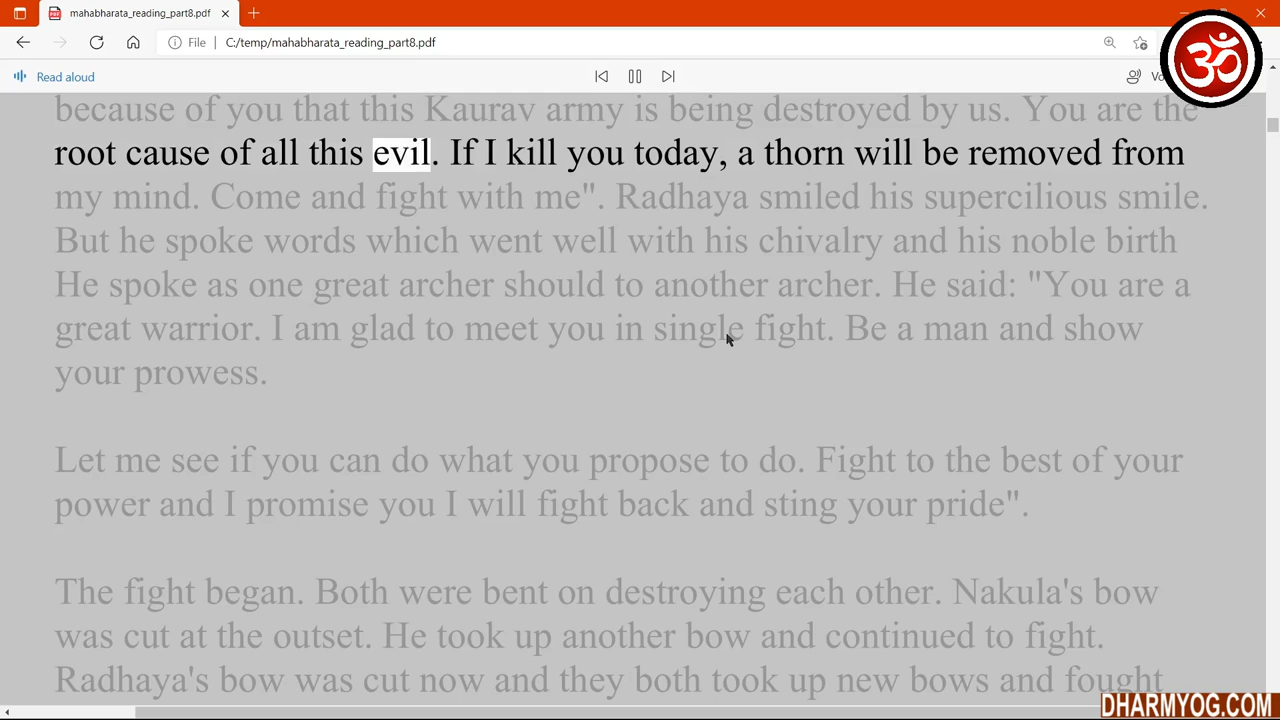 mahabharata_reading_part8.pdf
File C:/temp/mahabharata_reading_part8.pdf
Read aloud
because of you that this Kaurav army is being destroyed by us. You are the
root cause of all this evil. If I kill you today, a thorn will be removed from
my mind. Come and fight with me". Radhaya smiled his supercilious smile.
But he spoke words which went well with his chivalry and his noble birth
He spoke as one great archer should to another archer. He said: "You are a
great warrior. I am glad to meet you in single fight. Be a man and show
your prowess.
Let me see if you can do what you propose to do. Fight to the best of your
power and I promise you I will fight back and sting your pride".
The fight began. Both were bent on destroying each other. Nakula's bow
was cut at the outset. He took up another bow and continued to fight.
Radhaya's bow was cut now and they both took up new bows and fought
ॐ
DHARMYOG.COM